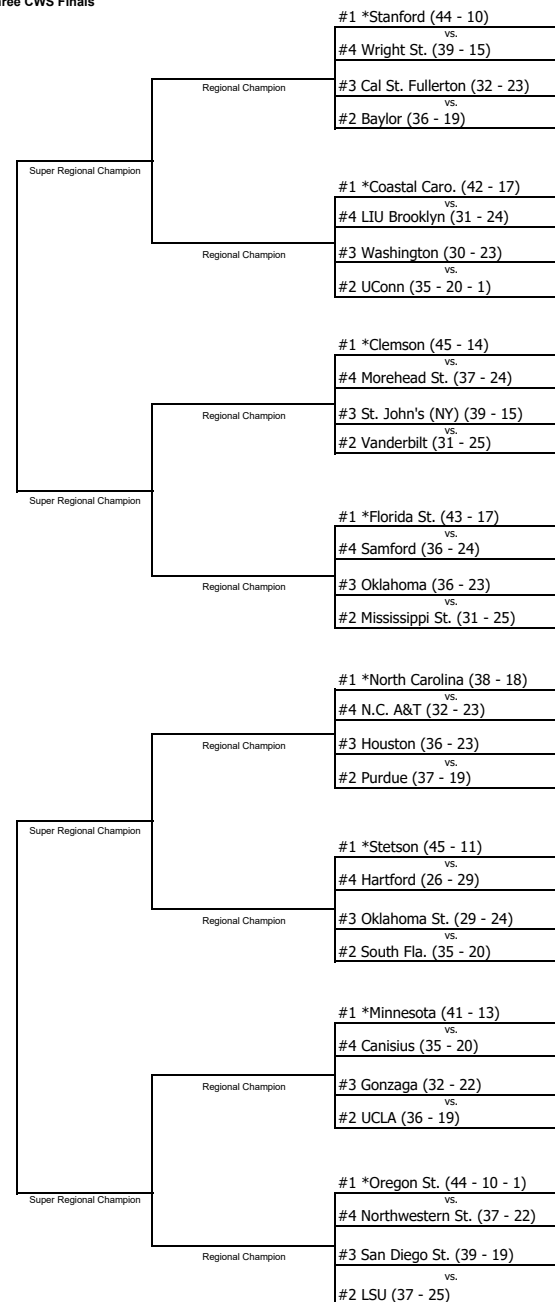 CWS Finals
#1 *Stanford (44 - 10)
vs.
#4 Wright St. (39 - 15)
Regional Champion
#3 Cal St. Fullerton (32 - 23)
vs.
#2 Baylor (36 - 19)
Super Regional Champion
#1 *Coastal Caro. (42 - 17)
vs.
#4 LIU Brooklyn (31 - 24)
Regional Champion
#3 Washington (30 - 23)
vs.
#2 UConn (35 - 20 - 1)
#1 *Clemson (45 - 14)
vs.
#4 Morehead St. (37 - 24)
Regional Champion
#3 St. John's (NY) (39 - 15)
vs.
#2 Vanderbilt (31 - 25)
Super Regional Champion
#1 *Florida St. (43 - 17)
vs.
#4 Samford (36 - 24)
Regional Champion
#3 Oklahoma (36 - 23)
vs.
#2 Mississippi St. (31 - 25)
#1 *North Carolina (38 - 18)
vs.
#4 N.C. A&T (32 - 23)
Regional Champion
#3 Houston (36 - 23)
vs.
#2 Purdue (37 - 19)
Super Regional Champion
#1 *Stetson (45 - 11)
vs.
#4 Hartford (26 - 29)
Regional Champion
#3 Oklahoma St. (29 - 24)
vs.
#2 South Fla. (35 - 20)
#1 *Minnesota (41 - 13)
vs.
#4 Canisius (35 - 20)
Regional Champion
#3 Gonzaga (32 - 22)
vs.
#2 UCLA (36 - 19)
#1 *Oregon St. (44 - 10 - 1)
Super Regional Champion
vs.
#4 Northwestern St. (37 - 22)
Regional Champion
#3 San Diego St. (39 - 19)
vs.
#2 LSU (37 - 25)